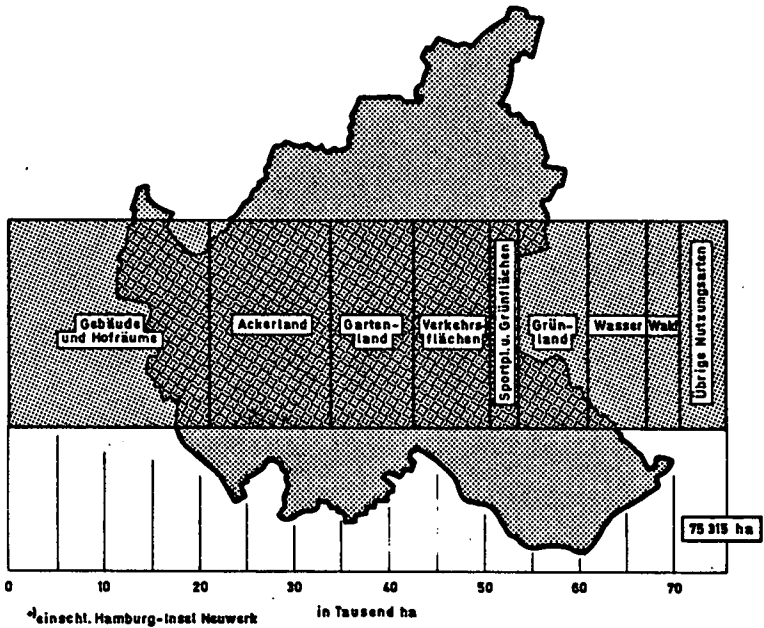 Gebäude
und Hofräume
Ackerland
Garten-
land
Verkehrs-
flächen
Sportpl. u. Grünflächen
Grün-
land
Wasser
Wald
Übrige Nutzungsarten
75 315 ha
0 10 20 30 40 50 60 70
in Tausend ha
+) einschl. Hamburg-Insel Neuwerk